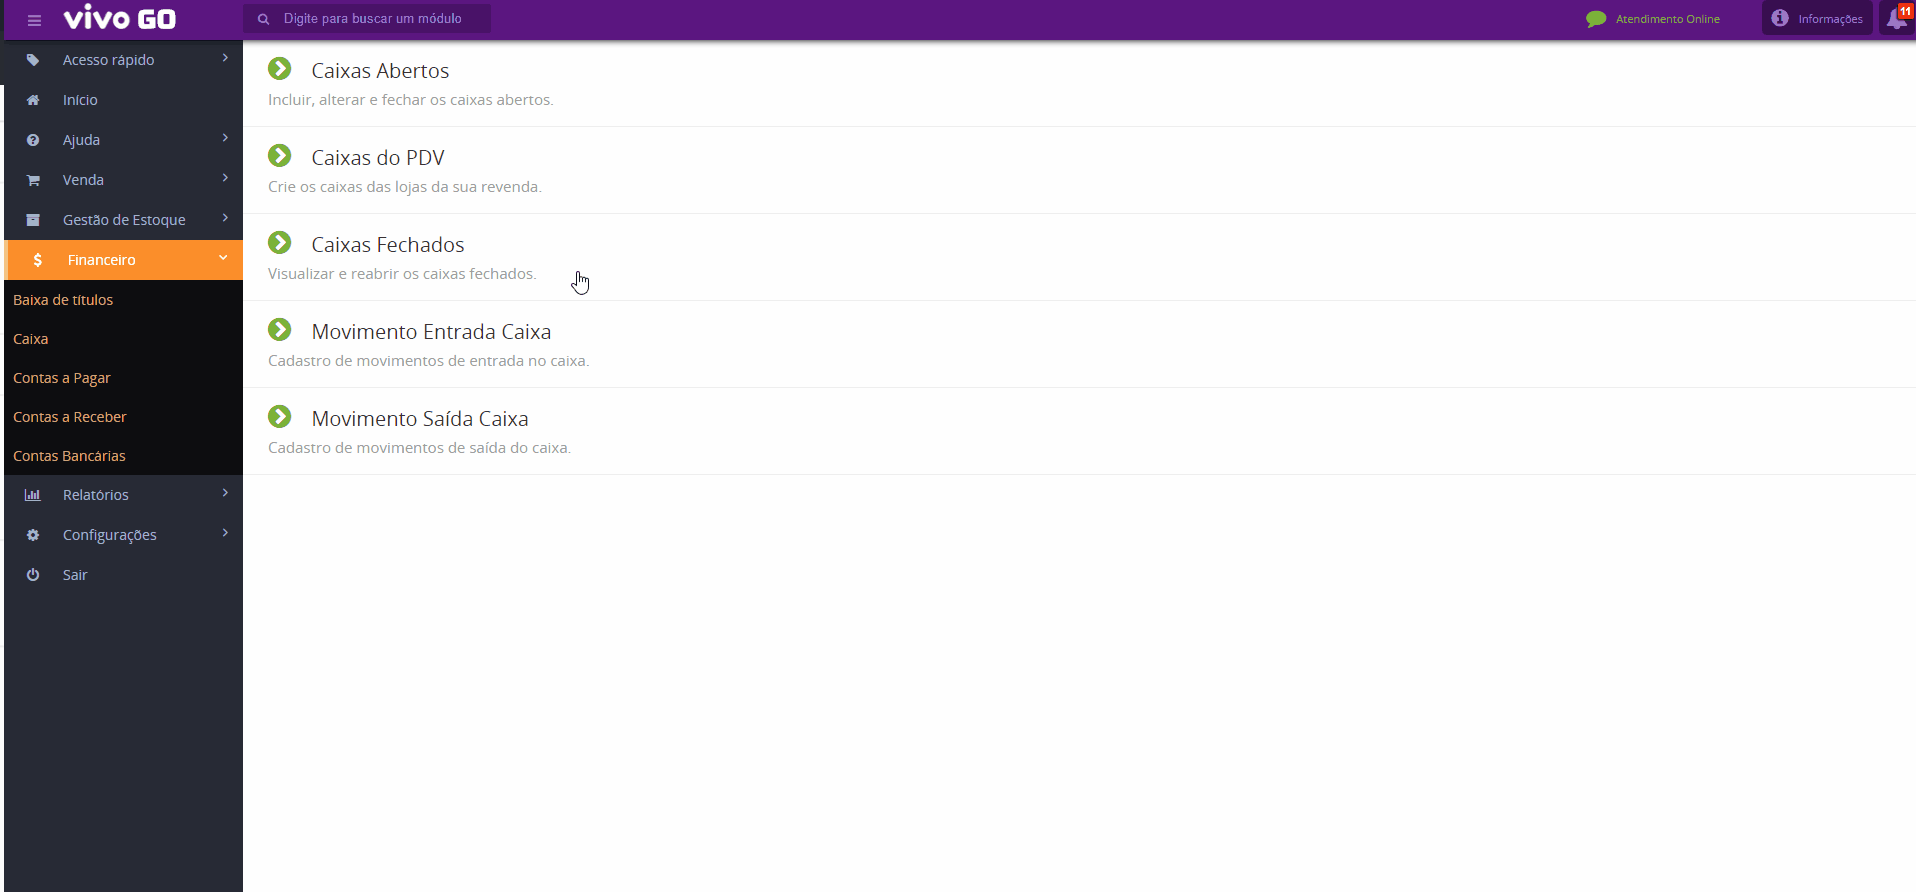 vivo GO
Digite para buscar um módulo
Atendimento Online
Informações
11
Acesso rápido
Início
Ajuda
Venda
Gestão de Estoque
Financeiro
Baixa de títulos
Caixa
Contas a Pagar
Contas a Receber
Contas Bancárias
Relatórios
Configurações
Sair
Caixas Abertos
Incluir, alterar e fechar os caixas abertos.
Caixas do PDV
Crie os caixas das lojas da sua revenda.
Caixas Fechados
Visualizar e reabrir os caixas fechados.
Movimento Entrada Caixa
Cadastro de movimentos de entrada no caixa.
Movimento Saída Caixa
Cadastro de movimentos de saída do caixa.